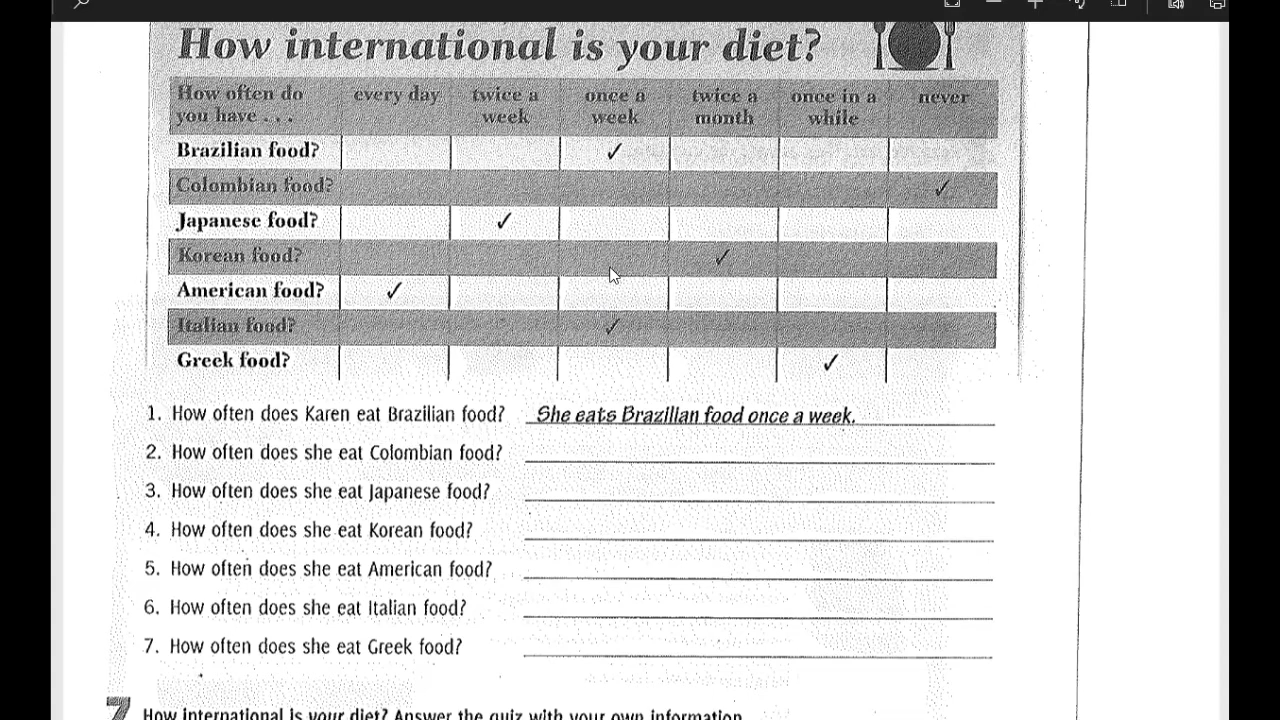 How international is your diet?
How often do you have . . . every day twice a week once a week twice a month once in a while never
Brazilian food? ✓
Colombian food? ✓
Japanese food? ✓
Korean food? ✓
American food? ✓
Italian food? ✓
Greek food? ✓
1. How often does Karen eat Brazilian food? She eats Brazilian food once a week.
2. How often does she eat Colombian food?
3. How often does she eat Japanese food?
4. How often does she eat Korean food?
5. How often does she eat American food?
6. How often does she eat Italian food?
7. How often does she eat Greek food?
7 How international is your diet? Answer the quiz with your own information